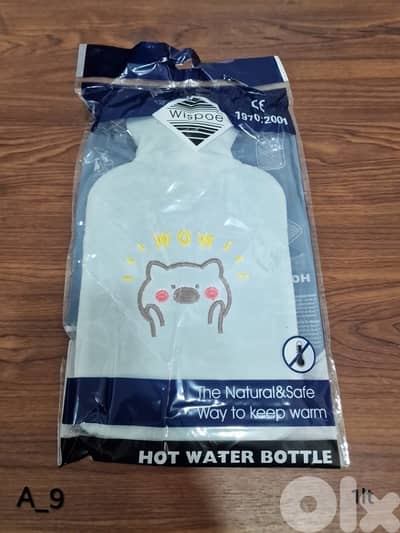 Wispoe
CE
1970:2001
WOW
The Natural&Safe
Way to keep warm
HOT WATER BOTTLE
A_9
1lt
Olx